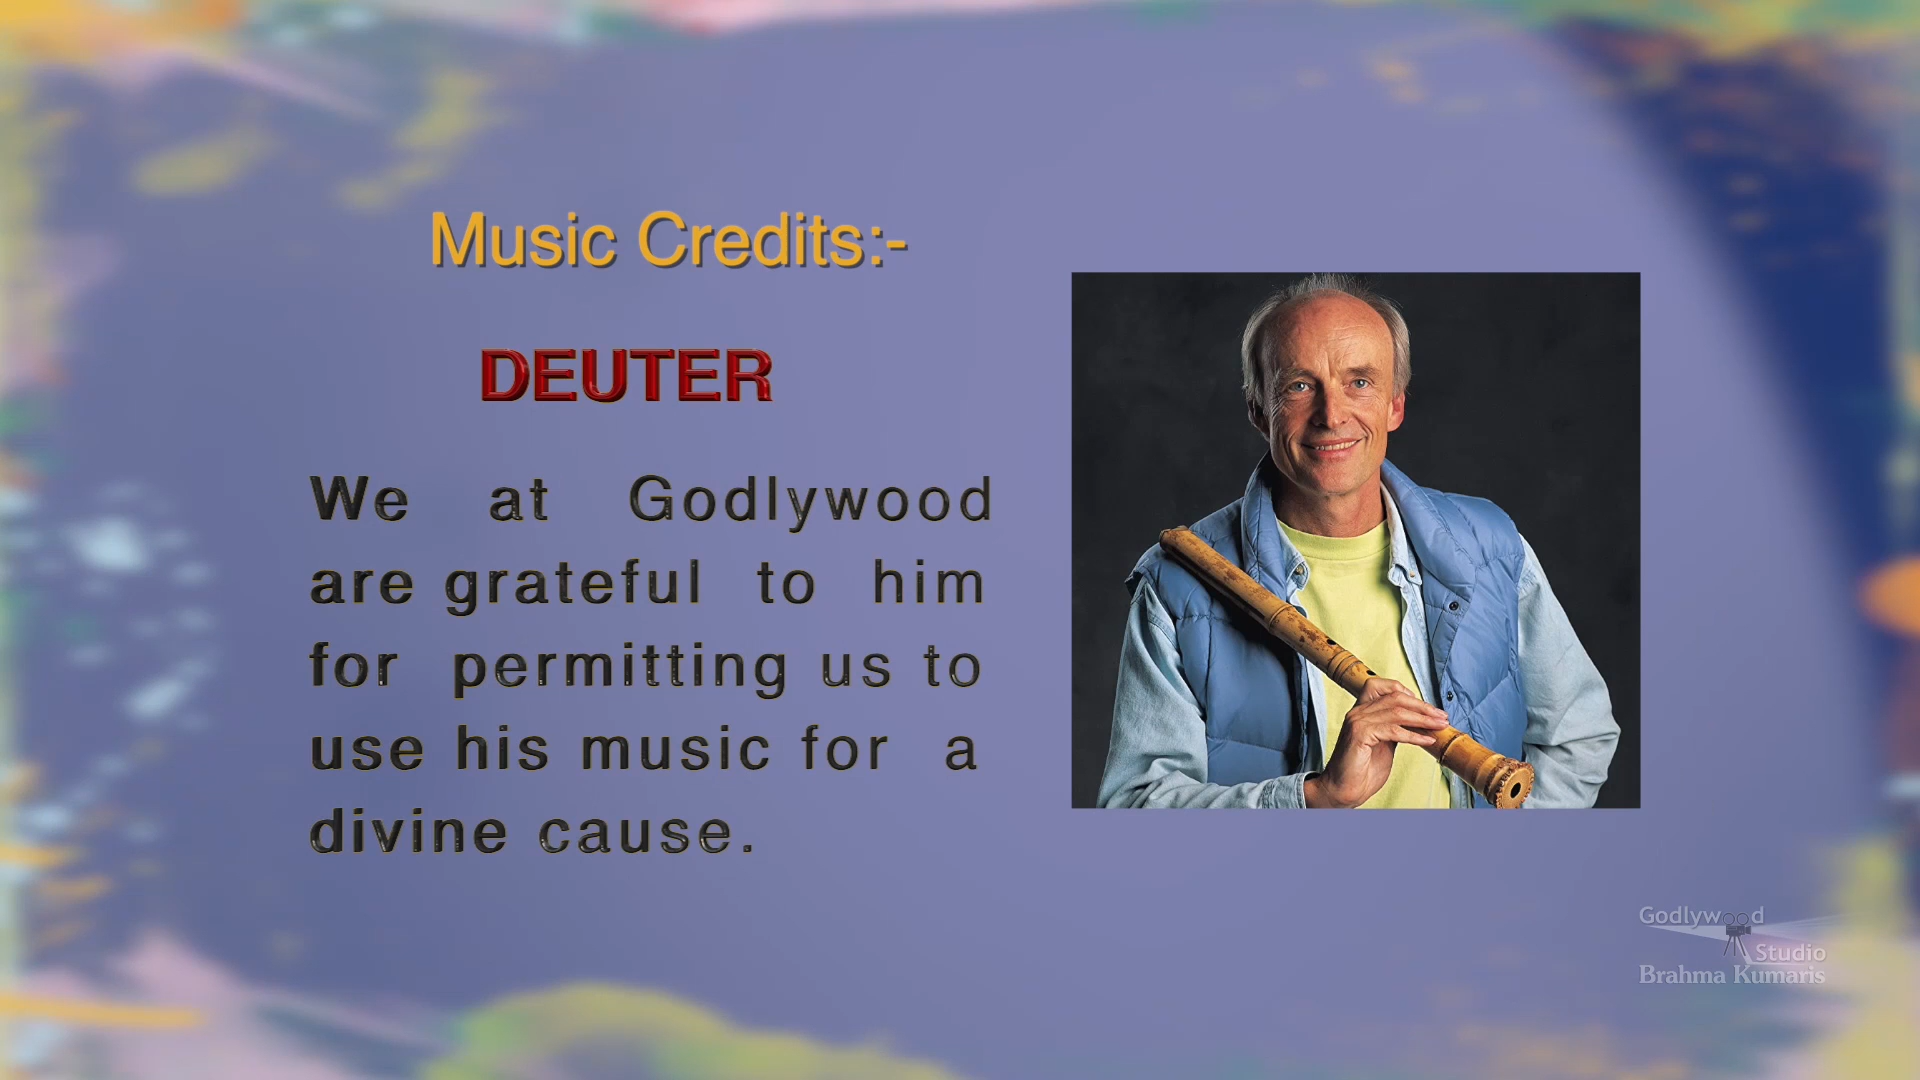 Music Credits:-
DEUTER
We at Godlywood
are grateful to him
for permitting us to
use his music for a
divine cause.
Godlywood
Studio
Brahma Kumaris